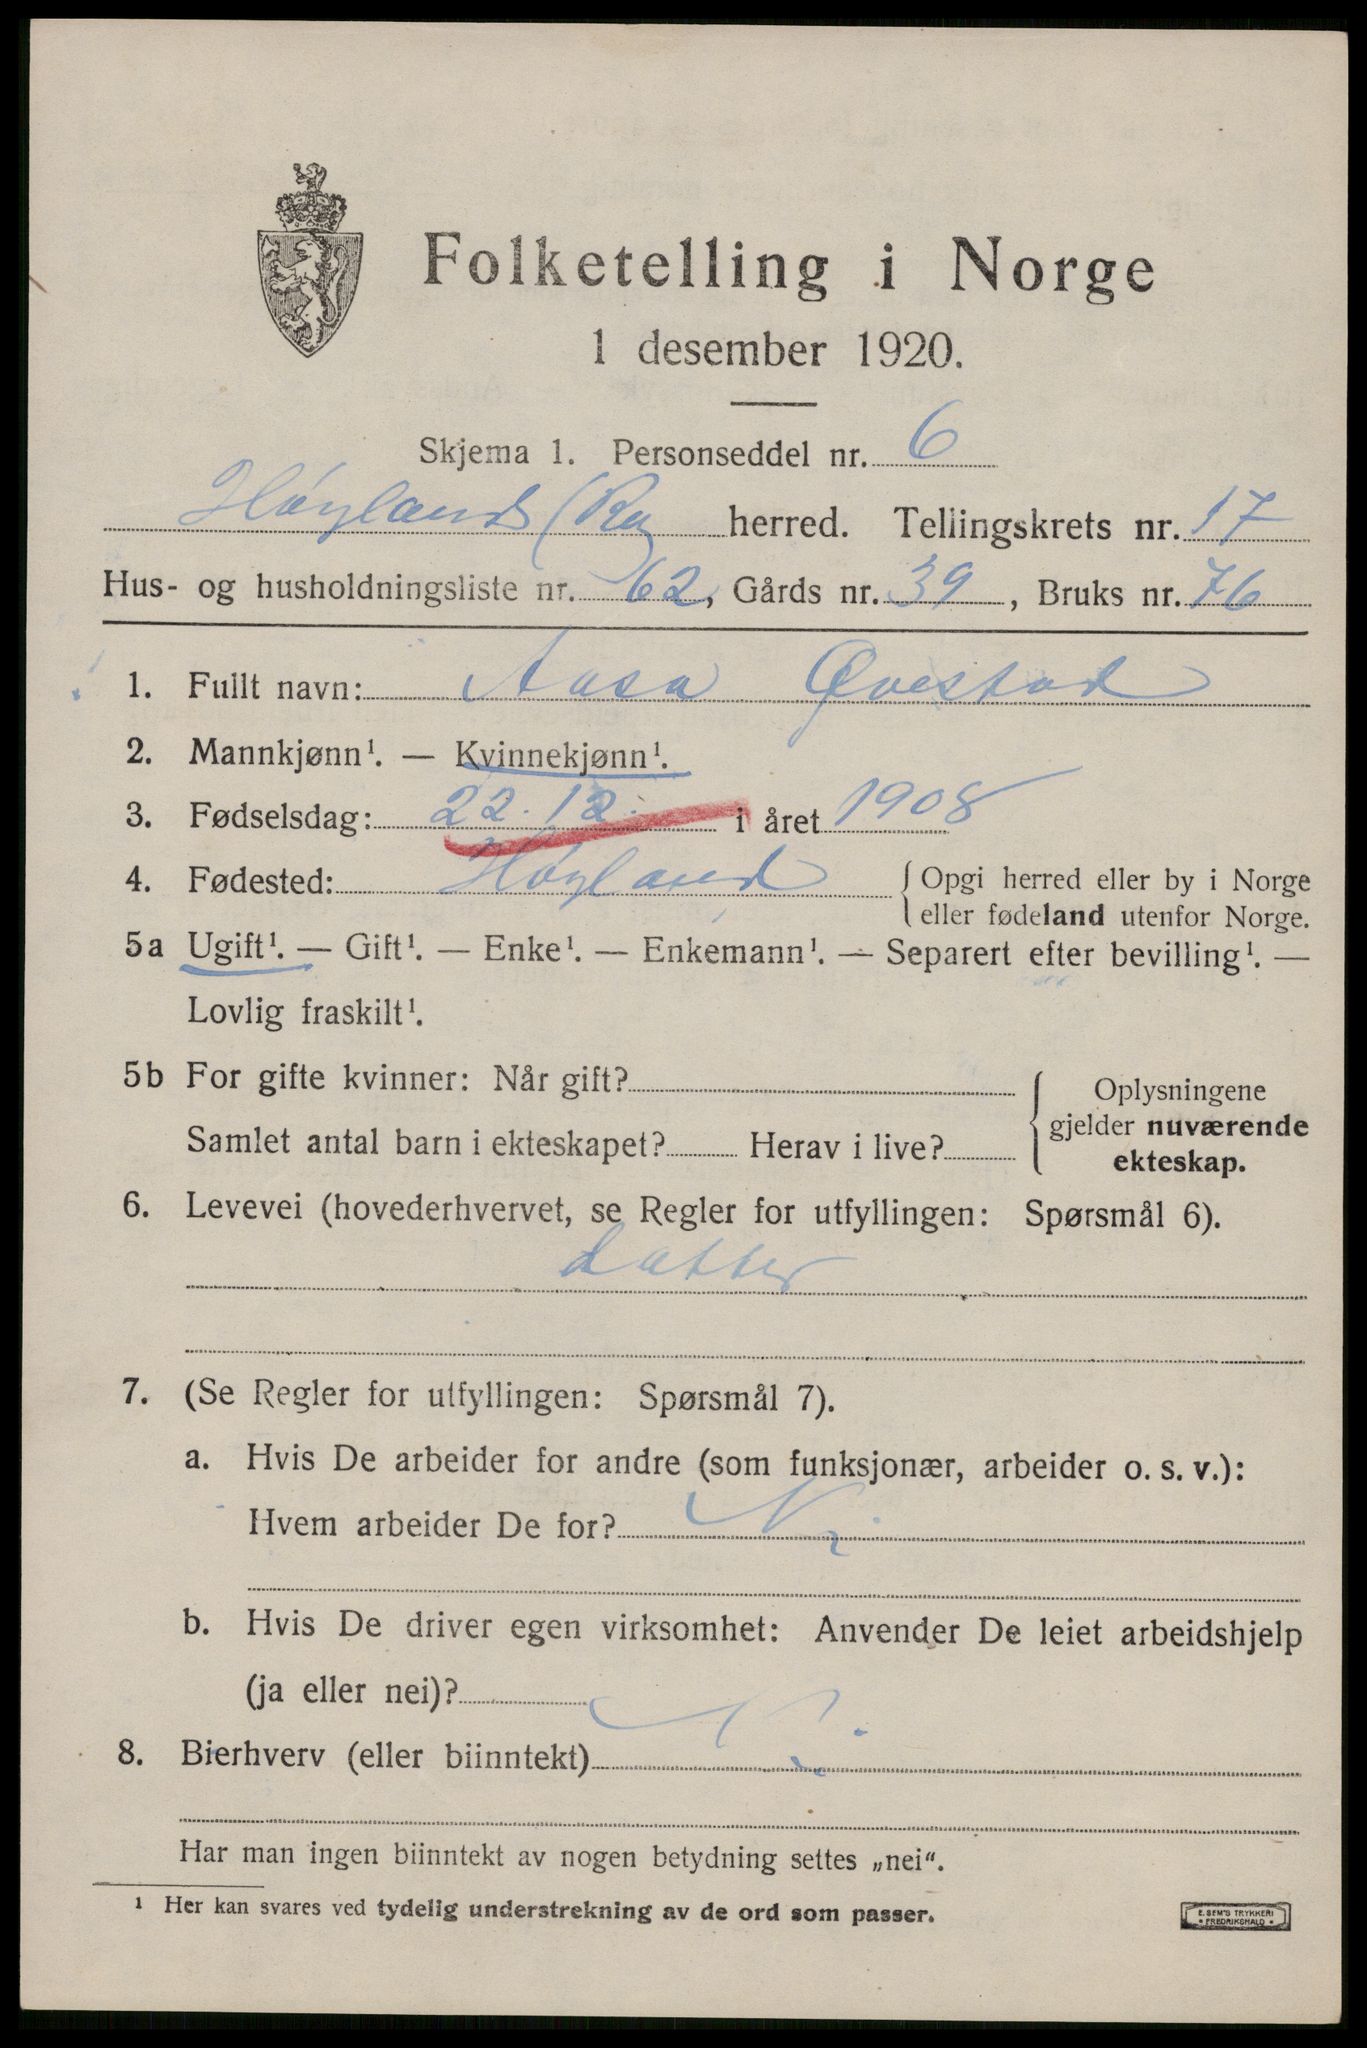 Folketelling i Norge
1 desember 1920.
Skjema 1. Personseddel nr. 6
Høyland (Rog herred. Tellingskrets nr. 17
Hus- og husholdningsliste nr. 62, Gårds nr. 39, Bruks nr. 76
1. Fullt navn: Aasa Øvestad
2. Mannkjønn¹. — Kvinnekjønn¹.
3. Fødselsdag: 22. 12. i året 1908
4. Fødested: Høyland { Opgi herred eller by i Norge
eller fødeland utenfor Norge.
5a Ugift¹. — Gift¹. — Enke¹. — Enkemann¹. — Separert efter bevilling¹. —
Lovlig fraskilt¹.
5b For gifte kvinner: Når gift? { Oplysningene
gjelder nuværende
Samlet antal barn i ekteskapet? Herav i live?
ekteskap.
6. Levevei (hovederhvervet, se Regler for utfyllingen: Spørsmål 6).
datter
7. (Se Regler for utfyllingen: Spørsmål 7).
a. Hvis De arbeider for andre (som funksjonær, arbeider o. s. v.):
Hvem arbeider De for? Nei
b. Hvis De driver egen virksomhet: Anvender De leiet arbeidshjelp
(ja eller nei)?
8. Bierhverv (eller biinntekt) Nei
Har man ingen biinntekt av nogen betydning settes „nei".
¹ Her kan svares ved tydelig understrekning av de ord som passer.
E. SEM'S TRYKKERI
FREDRIKSHALD